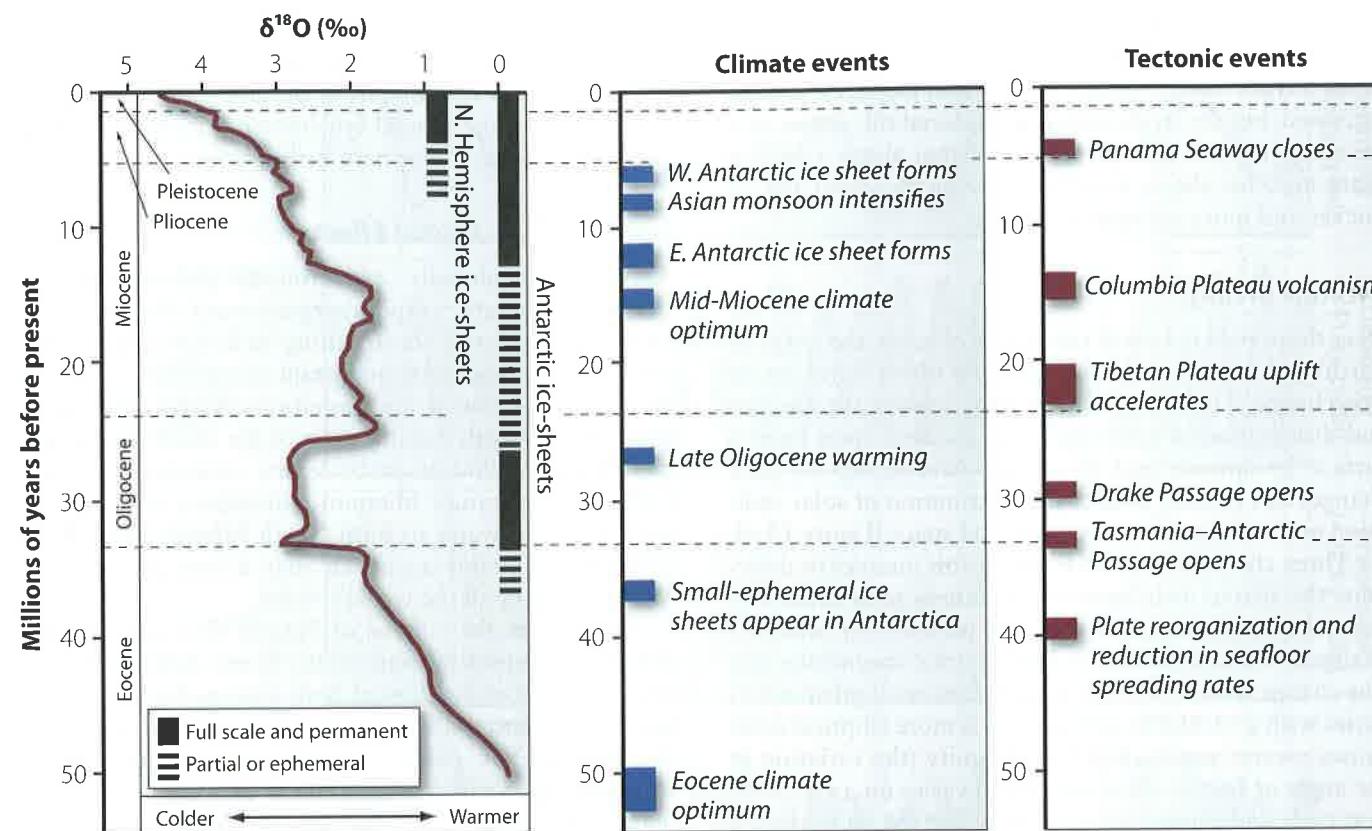 δ¹⁸O (‰)
5 4 3 2 1 0
0
10
20
30
40
50
Millions of years before present
Pleistocene
Pliocene
Miocene
Oligocene
Eocene
N. Hemisphere ice-sheets
Antarctic ice-sheets
Full scale and permanent
Partial or ephemeral
Colder
Warmer
Climate events
0
10
20
30
40
50
W. Antarctic ice sheet forms
Asian monsoon intensifies
E. Antarctic ice sheet forms
Mid-Miocene climate
optimum
Late Oligocene warming
Small-ephemeral ice
sheets appear in Antarctica
Eocene climate
optimum
Tectonic events
0
10
20
30
40
50
Panama Seaway closes
Columbia Plateau volcanism
Tibetan Plateau uplift
accelerates
Drake Passage opens
Tasmania–Antarctic
Passage opens
Plate reorganization and
reduction in seafloor
spreading rates